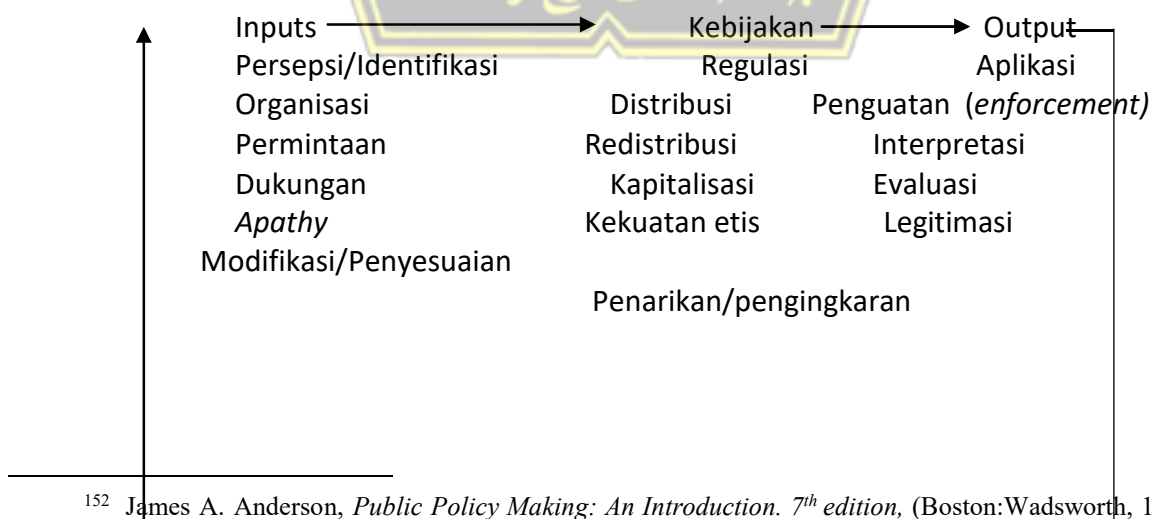 Inputs Kebijakan Output
Persepsi/Identifikasi Regulasi Aplikasi
Organisasi Distribusi Penguatan (enforcement)
Permintaan Redistribusi Interpretasi
Dukungan Kapitalisasi Evaluasi
Apathy Kekuatan etis Legitimasi
Modifikasi/Penyesuaian
Penarikan/pengingkaran
152 James A. Anderson, Public Policy Making: An Introduction. 7th edition, (Boston:Wadsworth, 1